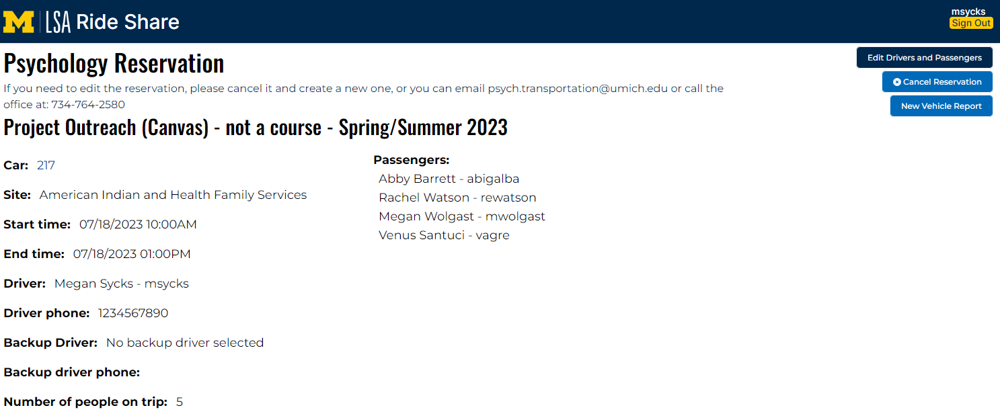 M LSA Ride Share
msycks
Sign Out
Psychology Reservation
Edit Drivers and Passengers
If you need to edit the reservation, please cancel it and create a new one, or you can email psych.transportation@umich.edu or call the
office at: 734-764-2580
Cancel Reservation
New Vehicle Report
Project Outreach (Canvas) - not a course - Spring/Summer 2023
Car: 217
Site: American Indian and Health Family Services
Start time: 07/18/2023 10:00AM
End time: 07/18/2023 01:00PM
Driver: Megan Sycks - msycks
Driver phone: 1234567890
Backup Driver: No backup driver selected
Backup driver phone:
Number of people on trip: 5
Passengers:
Abby Barrett - abigalba
Rachel Watson - rewatson
Megan Wolgast - mwolgast
Venus Santuci - vagre